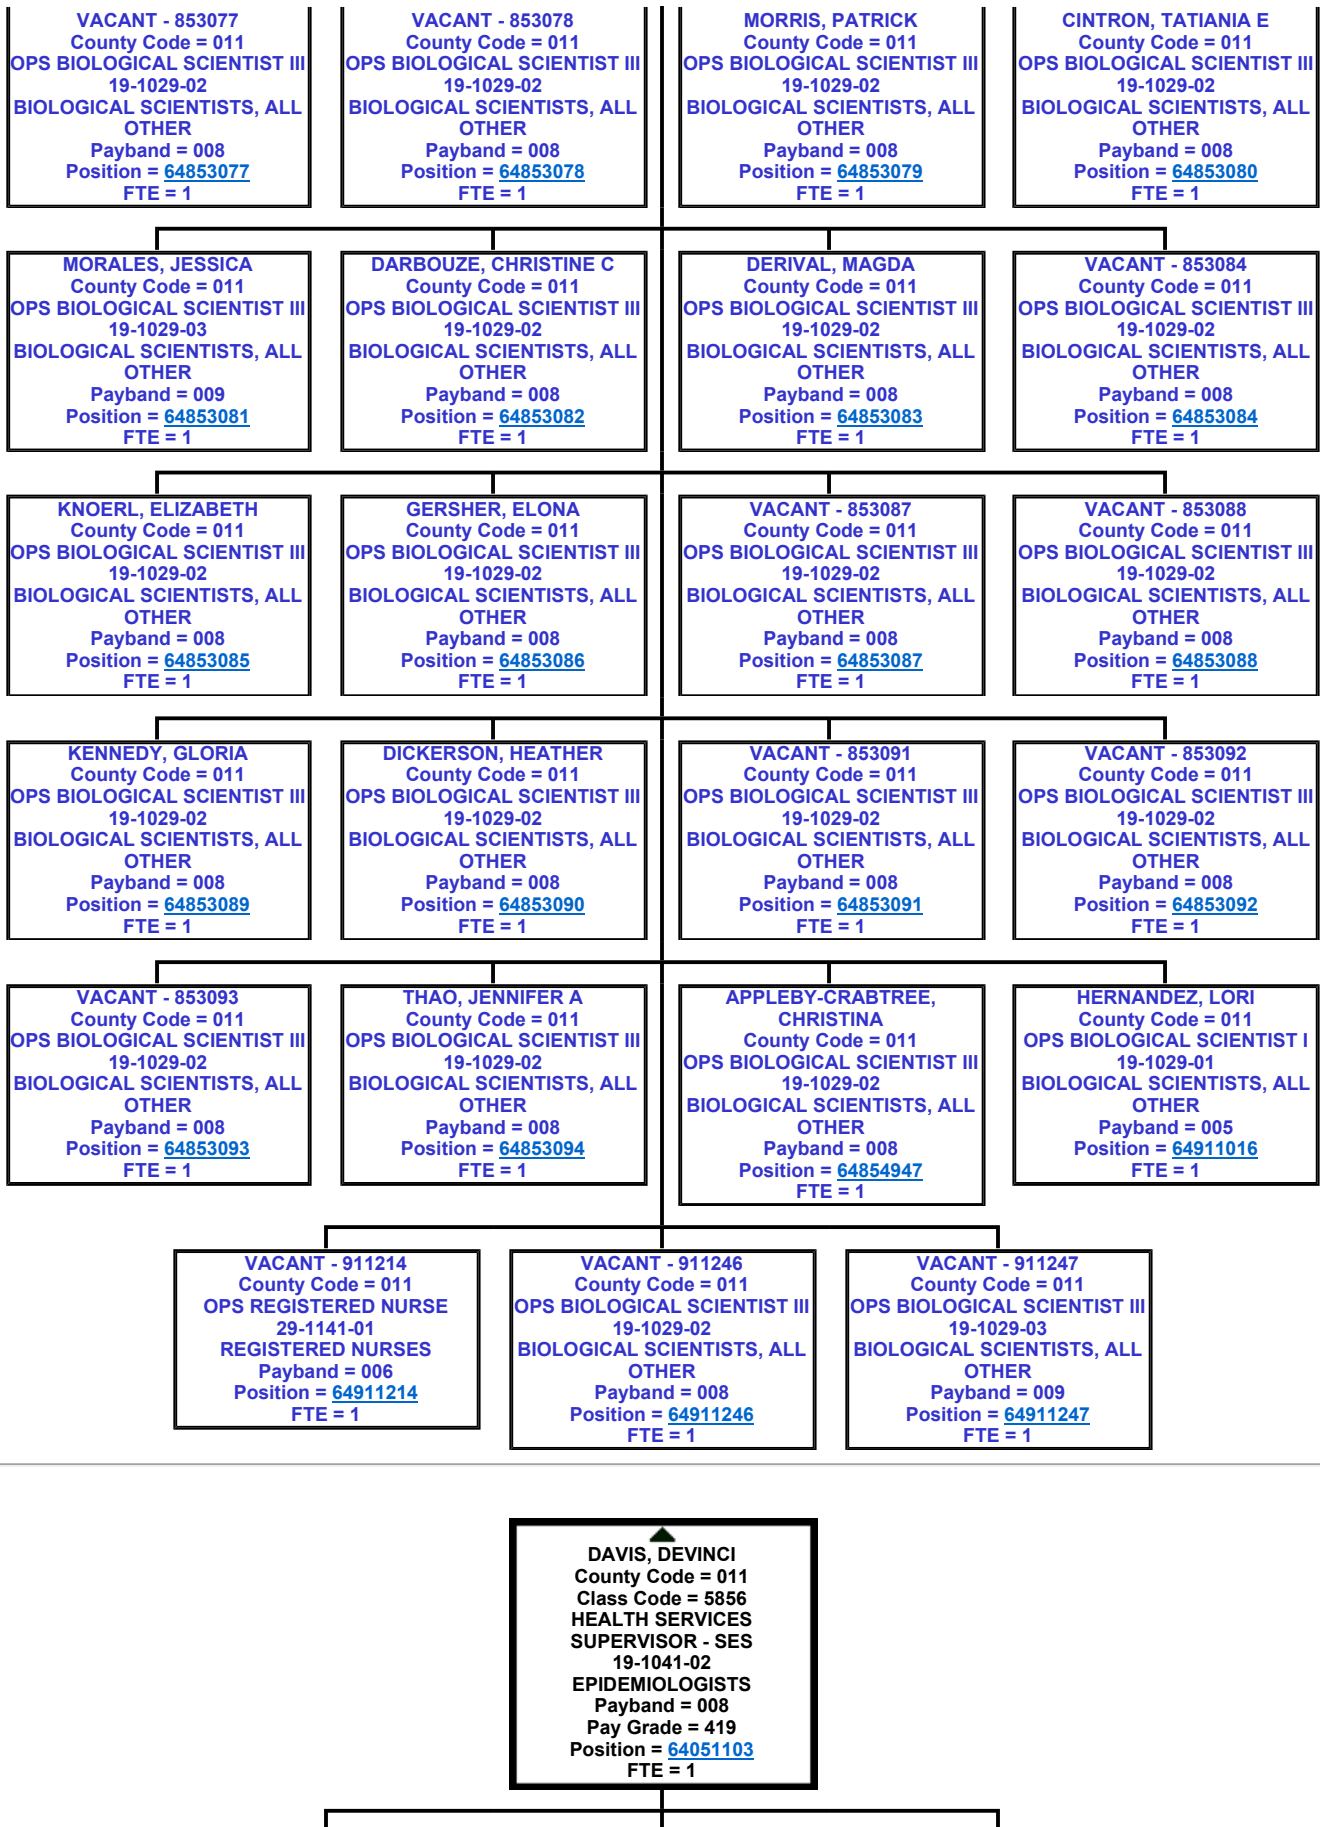 VACANT - 853077
County Code = 011
OPS BIOLOGICAL SCIENTIST III
19-1029-02
BIOLOGICAL SCIENTISTS, ALL
OTHER
Payband = 008
Position = 64853077
FTE = 1
VACANT - 853078
County Code = 011
OPS BIOLOGICAL SCIENTIST III
19-1029-02
BIOLOGICAL SCIENTISTS, ALL
OTHER
Payband = 008
Position = 64853078
FTE = 1
MORRIS, PATRICK
County Code = 011
OPS BIOLOGICAL SCIENTIST III
19-1029-02
BIOLOGICAL SCIENTISTS, ALL
OTHER
Payband = 008
Position = 64853079
FTE = 1
CINTRON, TATIANIA E
County Code = 011
OPS BIOLOGICAL SCIENTIST III
19-1029-02
BIOLOGICAL SCIENTISTS, ALL
OTHER
Payband = 008
Position = 64853080
FTE = 1
MORALES, JESSICA
County Code = 011
OPS BIOLOGICAL SCIENTIST III
19-1029-03
BIOLOGICAL SCIENTISTS, ALL
OTHER
Payband = 009
Position = 64853081
FTE = 1
DARBOUZE, CHRISTINE C
County Code = 011
OPS BIOLOGICAL SCIENTIST III
19-1029-02
BIOLOGICAL SCIENTISTS, ALL
OTHER
Payband = 008
Position = 64853082
FTE = 1
DERIVAL, MAGDA
County Code = 011
OPS BIOLOGICAL SCIENTIST III
19-1029-02
BIOLOGICAL SCIENTISTS, ALL
OTHER
Payband = 008
Position = 64853083
FTE = 1
VACANT - 853084
County Code = 011
OPS BIOLOGICAL SCIENTIST III
19-1029-02
BIOLOGICAL SCIENTISTS, ALL
OTHER
Payband = 008
Position = 64853084
FTE = 1
KNOERL, ELIZABETH
County Code = 011
OPS BIOLOGICAL SCIENTIST III
19-1029-02
BIOLOGICAL SCIENTISTS, ALL
OTHER
Payband = 008
Position = 64853085
FTE = 1
GERSHER, ELONA
County Code = 011
OPS BIOLOGICAL SCIENTIST III
19-1029-02
BIOLOGICAL SCIENTISTS, ALL
OTHER
Payband = 008
Position = 64853086
FTE = 1
VACANT - 853087
County Code = 011
OPS BIOLOGICAL SCIENTIST III
19-1029-02
BIOLOGICAL SCIENTISTS, ALL
OTHER
Payband = 008
Position = 64853087
FTE = 1
VACANT - 853088
County Code = 011
OPS BIOLOGICAL SCIENTIST III
19-1029-02
BIOLOGICAL SCIENTISTS, ALL
OTHER
Payband = 008
Position = 64853088
FTE = 1
KENNEDY, GLORIA
County Code = 011
OPS BIOLOGICAL SCIENTIST III
19-1029-02
BIOLOGICAL SCIENTISTS, ALL
OTHER
Payband = 008
Position = 64853089
FTE = 1
DICKERSON, HEATHER
County Code = 011
OPS BIOLOGICAL SCIENTIST III
19-1029-02
BIOLOGICAL SCIENTISTS, ALL
OTHER
Payband = 008
Position = 64853090
FTE = 1
VACANT - 853091
County Code = 011
OPS BIOLOGICAL SCIENTIST III
19-1029-02
BIOLOGICAL SCIENTISTS, ALL
OTHER
Payband = 008
Position = 64853091
FTE = 1
VACANT - 853092
County Code = 011
OPS BIOLOGICAL SCIENTIST III
19-1029-02
BIOLOGICAL SCIENTISTS, ALL
OTHER
Payband = 008
Position = 64853092
FTE = 1
VACANT - 853093
County Code = 011
OPS BIOLOGICAL SCIENTIST III
19-1029-02
BIOLOGICAL SCIENTISTS, ALL
OTHER
Payband = 008
Position = 64853093
FTE = 1
THAO, JENNIFER A
County Code = 011
OPS BIOLOGICAL SCIENTIST III
19-1029-02
BIOLOGICAL SCIENTISTS, ALL
OTHER
Payband = 008
Position = 64853094
FTE = 1
APPLEBY-CRABTREE,
CHRISTINA
County Code = 011
OPS BIOLOGICAL SCIENTIST III
19-1029-02
BIOLOGICAL SCIENTISTS, ALL
OTHER
Payband = 008
Position = 64854947
FTE = 1
HERNANDEZ, LORI
County Code = 011
OPS BIOLOGICAL SCIENTIST I
19-1029-01
BIOLOGICAL SCIENTISTS, ALL
OTHER
Payband = 005
Position = 64911016
FTE = 1
VACANT - 911214
County Code = 011
OPS REGISTERED NURSE
29-1141-01
REGISTERED NURSES
Payband = 006
Position = 64911214
FTE = 1
VACANT - 911246
County Code = 011
OPS BIOLOGICAL SCIENTIST III
19-1029-02
BIOLOGICAL SCIENTISTS, ALL
OTHER
Payband = 008
Position = 64911246
FTE = 1
VACANT - 911247
County Code = 011
OPS BIOLOGICAL SCIENTIST III
19-1029-03
BIOLOGICAL SCIENTISTS, ALL
OTHER
Payband = 009
Position = 64911247
FTE = 1
DAVIS, DEVINCI
County Code = 011
Class Code = 5856
HEALTH SERVICES
SUPERVISOR - SES
19-1041-02
EPIDEMIOLOGISTS
Payband = 008
Pay Grade = 419
Position = 64051103
FTE = 1